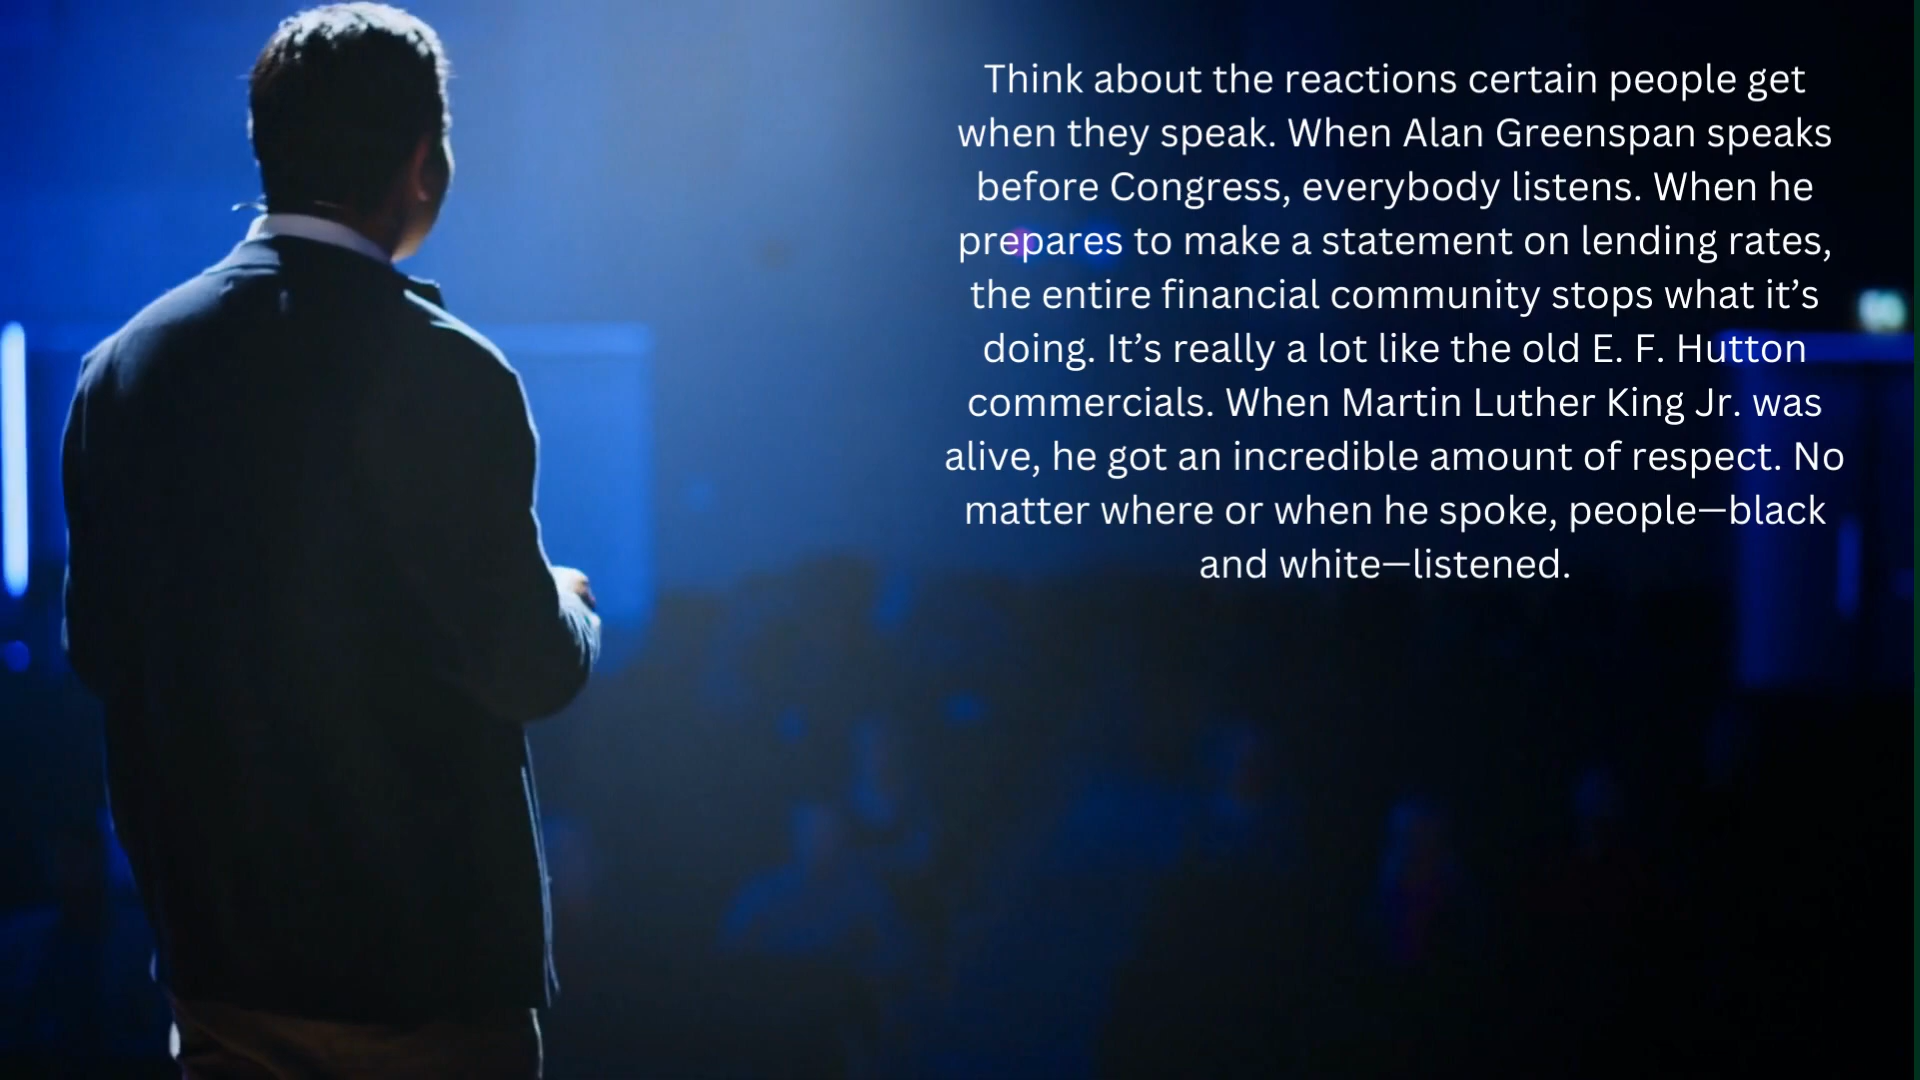 Think about the reactions certain people get
when they speak. When Alan Greenspan speaks
before Congress, everybody listens. When he
prepares to make a statement on lending rates,
the entire financial community stops what it’s
doing. It’s really a lot like the old E. F. Hutton
commercials. When Martin Luther King Jr. was
alive, he got an incredible amount of respect. No
matter where or when he spoke, people—black
and white—listened.